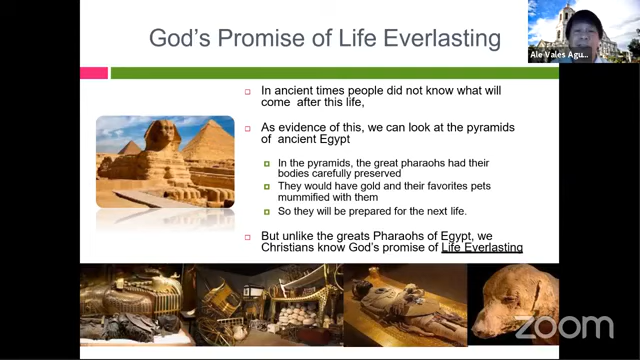 God's Promise of Life Everlasting
Ale Vales Agu...
In ancient times people did not know what will
come after this life,
As evidence of this, we can look at the pyramids
of ancient Egypt
In the pyramids, the great pharaohs had their
bodies carefully preserved
They would have gold and their favorites pets
mummified with them
So they will be prepared for the next life.
But unlike the greats Pharaohs of Egypt, we
Christians know God's promise of Life Everlasting
zoom